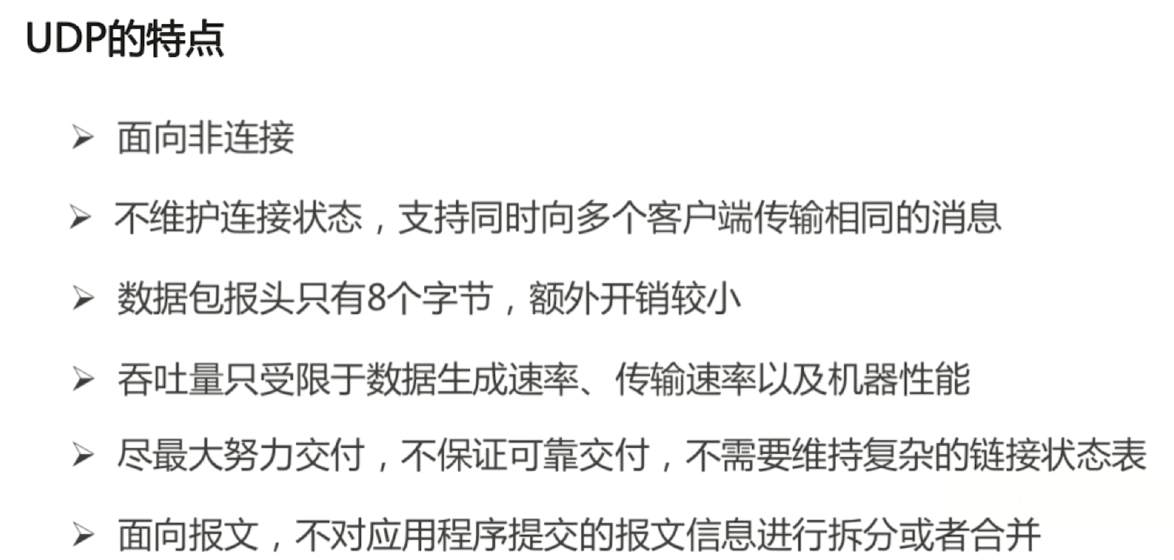 UDP的特点
面向非连接
不维护连接状态，支持同时向多个客户端传输相同的消息
数据包报头只有8个字节，额外开销较小
吞吐量只受限于数据生成速率、传输速率以及机器性能
尽最大努力交付，不保证可靠交付，不需要维持复杂的链接状态表
面向报文，不对应用程序提交的报文信息进行拆分或者合并